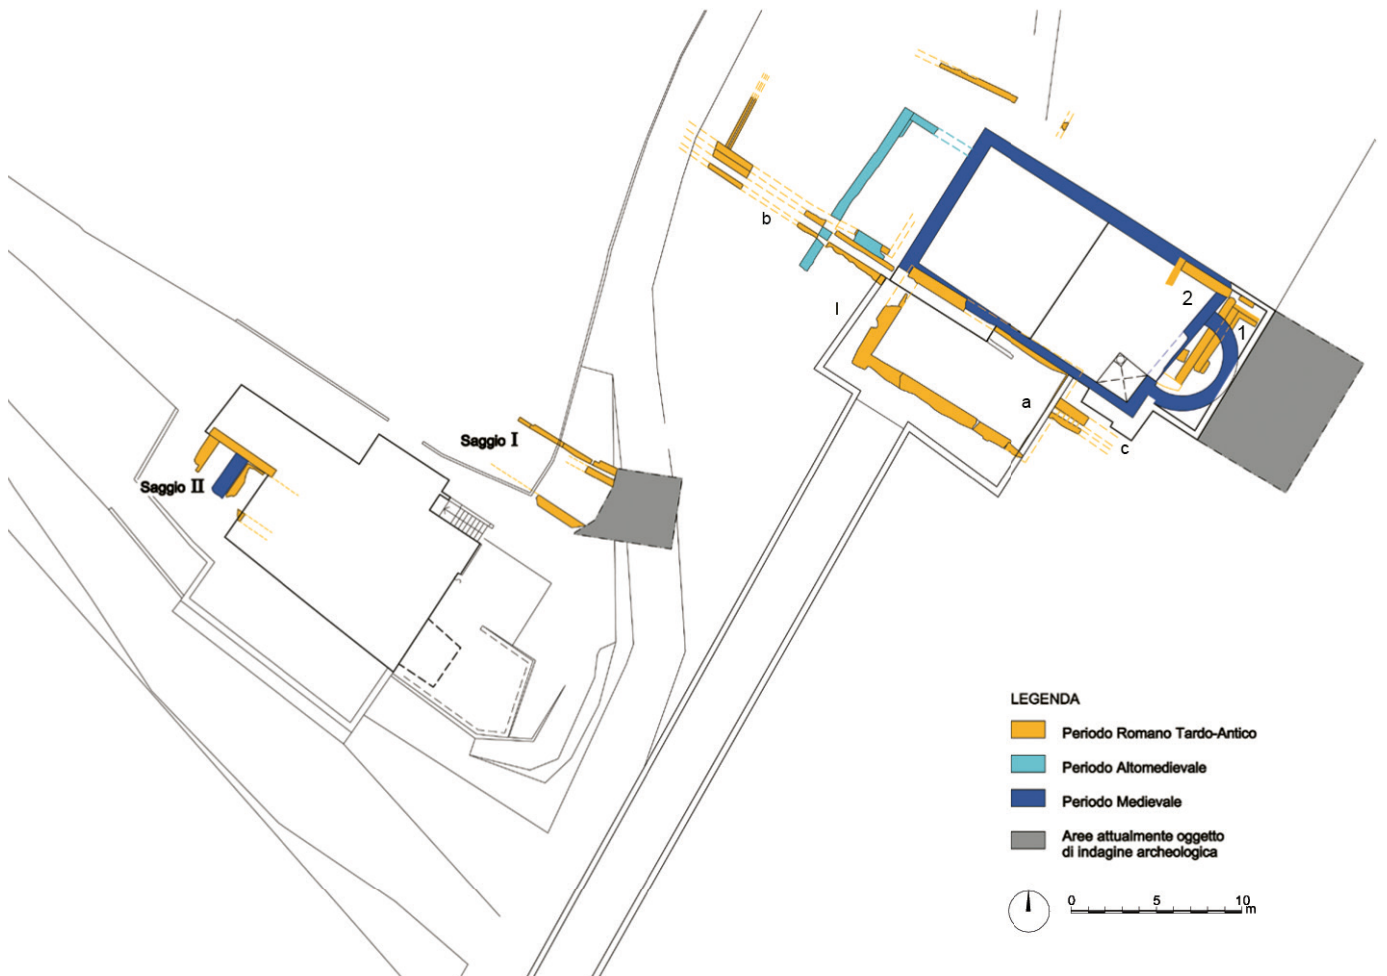 b
2
1
I
a
Saggio I
c
Saggio II
LEGENDA
Periodo Romano Tardo-Antico
Periodo Altomedievale
Periodo Medievale
Aree attualmente oggetto
di indagine archeologica
0 5 10
m